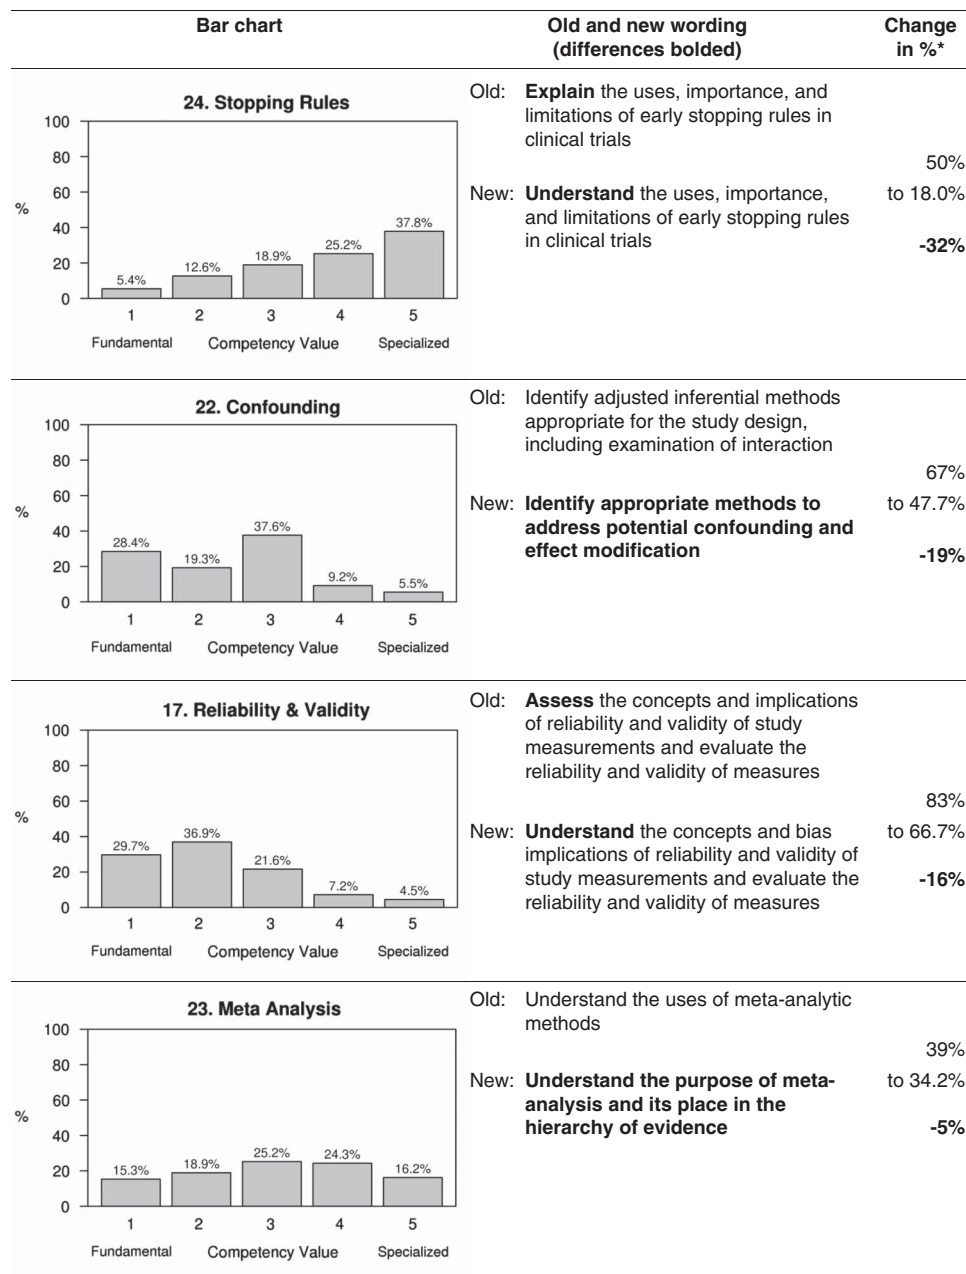 Bar chart
Old and new wording
(differences bolded)
Change
in %*
24. Stopping Rules
100
80
60
40
20
0
%
5.4%
12.6%
18.9%
25.2%
37.8%
1
2
3
4
5
Fundamental
Competency Value
Specialized
Old: Explain the uses, importance, and
limitations of early stopping rules in
clinical trials
50%
New: Understand the uses, importance,
and limitations of early stopping rules
in clinical trials
to 18.0%
-32%
22. Confounding
100
80
60
40
20
0
%
28.4%
19.3%
37.6%
9.2%
5.5%
1
2
3
4
5
Fundamental
Competency Value
Specialized
Old: Identify adjusted inferential methods
appropriate for the study design,
including examination of interaction
67%
New: Identify appropriate methods to
address potential confounding and
effect modification
to 47.7%
-19%
17. Reliability & Validity
100
80
60
40
20
0
%
29.7%
36.9%
21.6%
7.2%
4.5%
1
2
3
4
5
Fundamental
Competency Value
Specialized
Old: Assess the concepts and implications
of reliability and validity of study
measurements and evaluate the
reliability and validity of measures
83%
New: Understand the concepts and bias
implications of reliability and validity of
study measurements and evaluate the
reliability and validity of measures
to 66.7%
-16%
23. Meta Analysis
100
80
60
40
20
0
%
15.3%
18.9%
25.2%
24.3%
16.2%
1
2
3
4
5
Fundamental
Competency Value
Specialized
Old: Understand the uses of meta-analytic
methods
39%
New: Understand the purpose of meta-
analysis and its place in the
hierarchy of evidence
to 34.2%
-5%